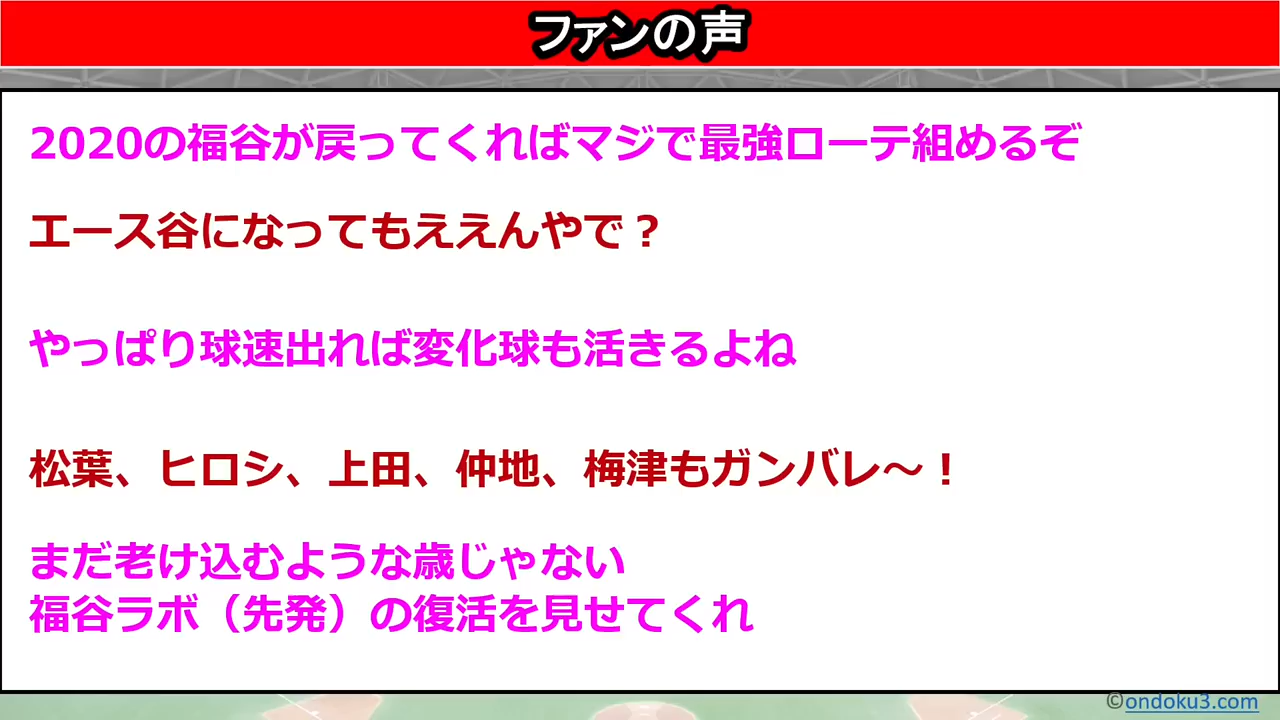 ファンの声
2020の福谷が戻ってくればマジで最強ローテ組めるぞ
エース谷になってもええんやで？
やっぱり球速出れば変化球も活きるよね
松葉、ヒロシ、上田、仲地、梅津もガンバレ～！
まだ老け込むような歳じゃない
福谷ラボ（先発）の復活を見せてくれ
©ondoku3.com